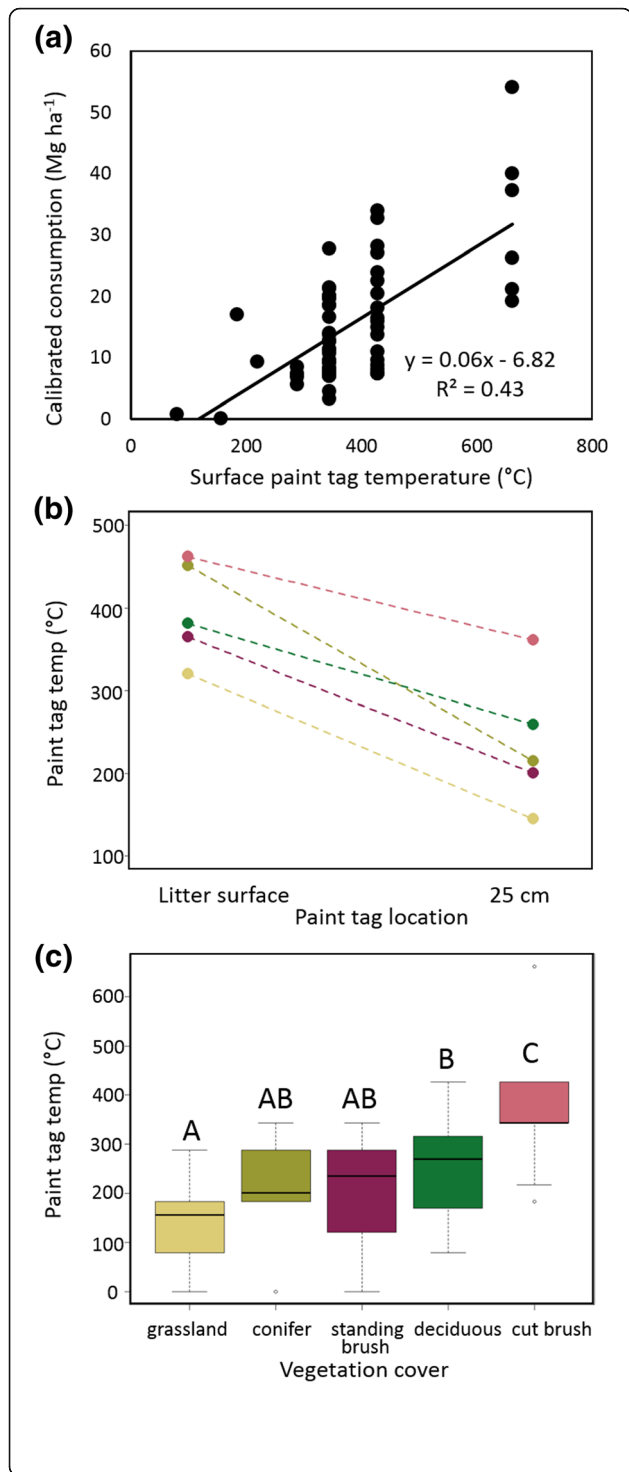 (a)
60
50
40
30
20
10
0
Calibrated consumption (Mg ha⁻¹)
y = 0.06x - 6.82
R² = 0.43
0 200 400 600 800
Surface paint tag temperature (°C)
(b)
500
400
300
200
100
Paint tag temp (°C)
Litter surface 25 cm
Paint tag location
(c)
600
500
400
300
200
100
0
Paint tag temp (°C)
A AB AB B C
grassland conifer standing brush deciduous cut brush
Vegetation cover